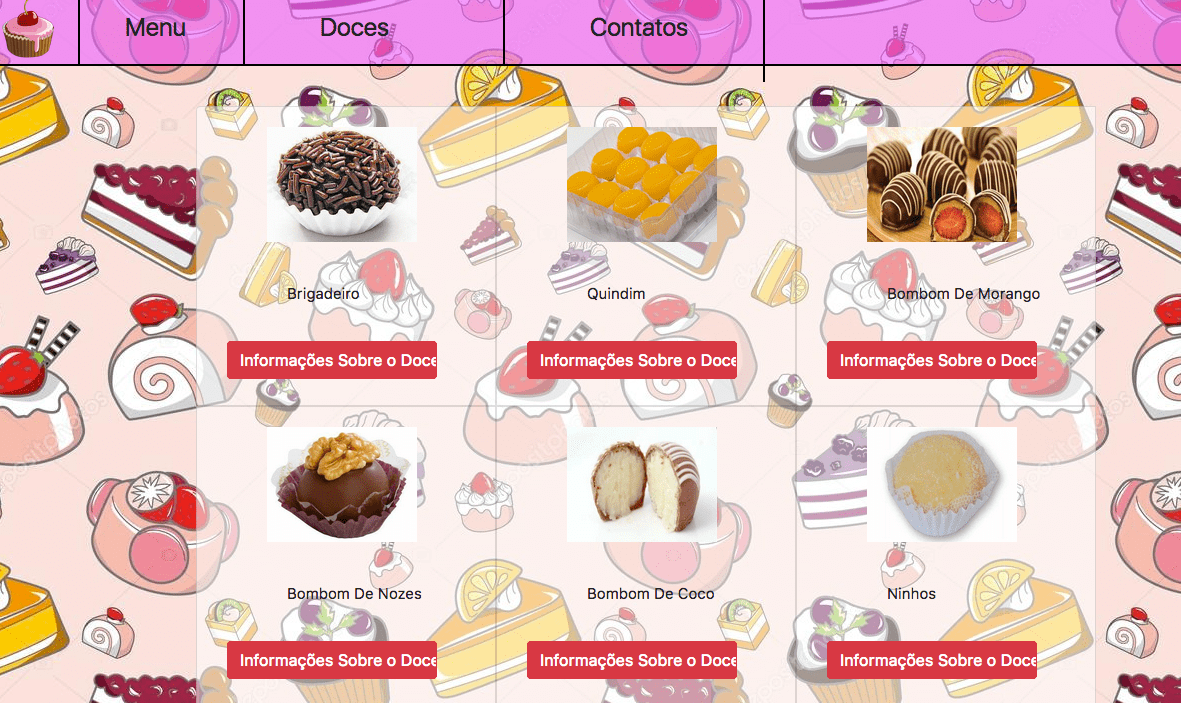 Menu
Doces
Contatos
Brigadeiro
Quindim
Bombom De Morango
Informações Sobre o Doce
Informações Sobre o Doce
Informações Sobre o Doce
Bombom De Nozes
Bombom De Coco
Ninhos
Informações Sobre o Doce
Informações Sobre o Doce
Informações Sobre o Doce